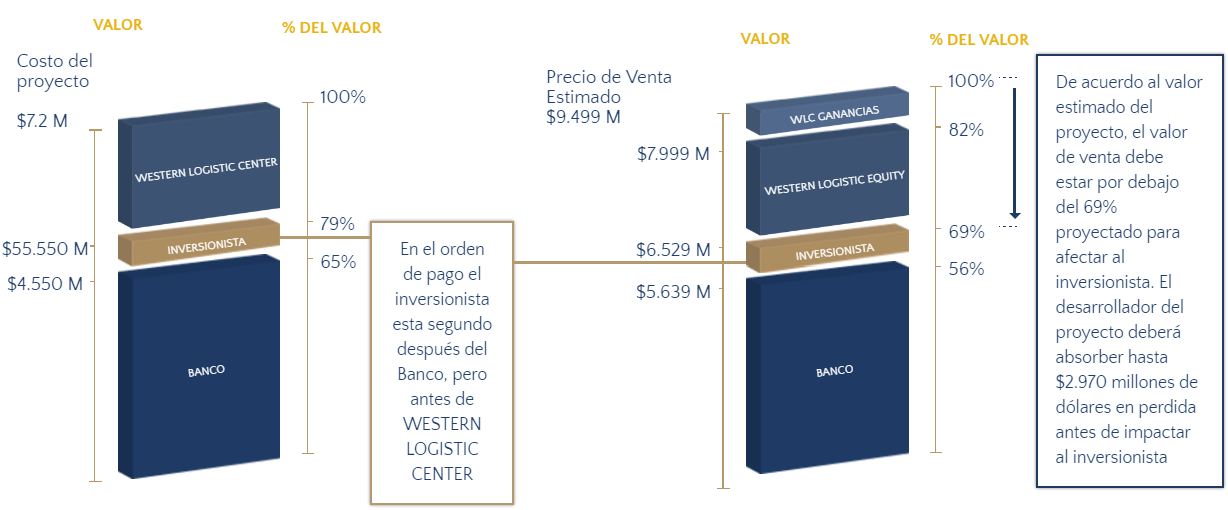 VALOR
% DEL VALOR
Costo del
proyecto
$7.2 M
100%
WESTERN LOGISTIC CENTER
79%
INVERSIONISTA
$55.550 M
65%
$4.550 M
BANCO
En el orden
de pago el
inversionista
esta segundo
después del
Banco, pero
antes de
WESTERN
LOGISTIC
CENTER
VALOR
% DEL VALOR
Precio de Venta
Estimado
$9.499 M
100%
WLC GANANCIAS
82%
$7.999 M
WESTERN LOGISTIC EQUITY
69%
$6.529 M
INVERSIONISTA
56%
$5.639 M
BANCO
De acuerdo al valor
estimado del
proyecto, el valor
de venta debe
estar por debajo
del 69%
proyectado para
afectar al
inversionista. El
desarrollador del
proyecto deberá
absorber hasta
$2.970 millones de
dólares en perdida
antes de impactar
al inversionista